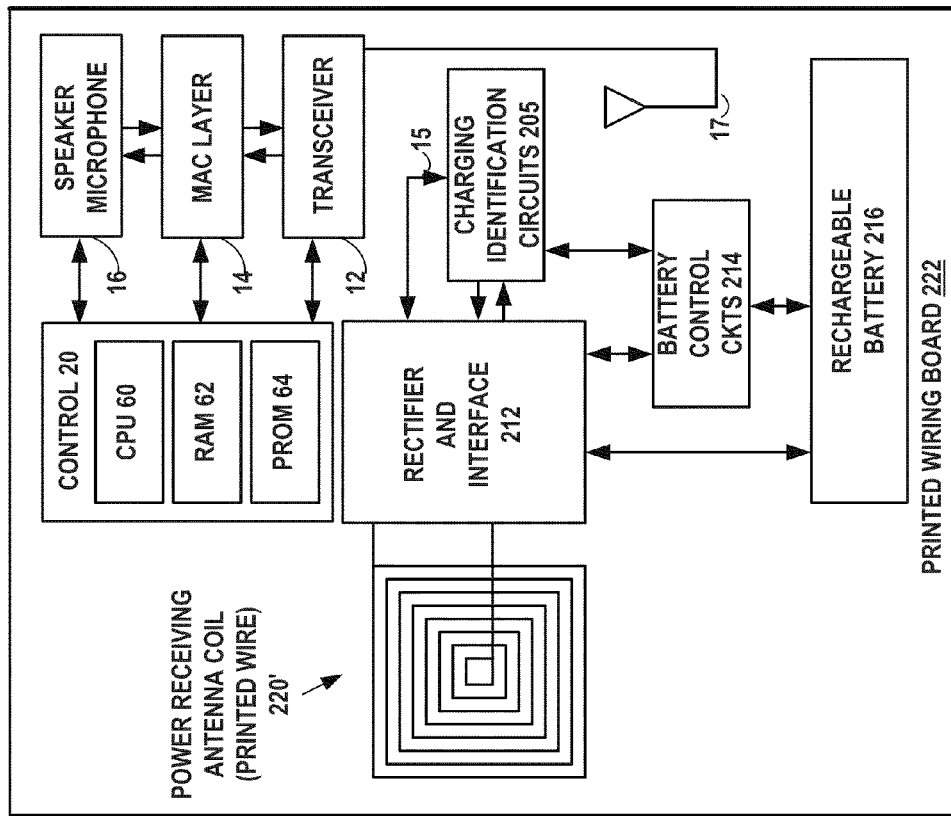 SPEAKER
MICROPHONE
MAC LAYER
TRANSCEIVER
16
14
12
CONTROL 20
CPU 60
RAM 62
PROM 64
15
CHARGING
IDENTIFICATION
CIRCUITS 205
17
RECTIFIER
AND
INTERFACE
212
BATTERY
CONTROL
CKTS 214
RECHARGEABLE
BATTERY 216
POWER RECEIVING
ANTENNA COIL
(PRINTED WIRE)
220'
PRINTED WIRING BOARD 222